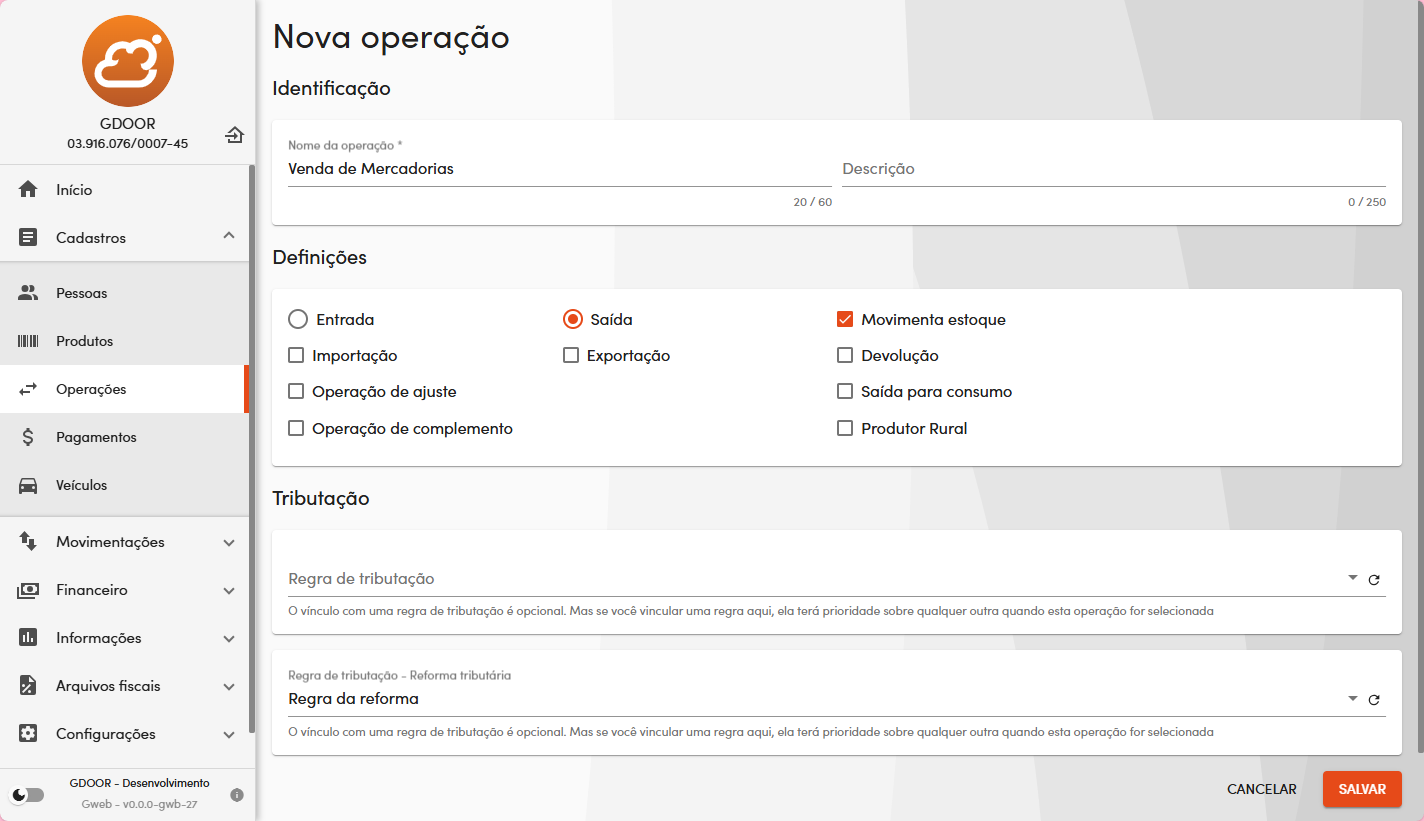 GDOOR
03.916.076/0007-45
Início
Cadastros
Pessoas
Produtos
Operações
Pagamentos
Veículos
Movimentações
Financeiro
Informações
Arquivos fiscais
Configurações
GDOOR - Desenvolvimento
Gweb - v0.0.0-gwb-27
Nova operação
Identificação
Nome da operação *
Venda de Mercadorias
Descrição
20 / 60
0 / 250
Definições
Entrada
Saída
Movimenta estoque
Importação
Exportação
Devolução
Operação de ajuste
Saída para consumo
Operação de complemento
Produtor Rural
Tributação
Regra de tributação
O vínculo com uma regra de tributação é opcional. Mas se você vincular uma regra aqui, ela terá prioridade sobre qualquer outra quando esta operação for selecionada
Regra de tributação - Reforma tributária
Regra da reforma
O vínculo com uma regra de tributação é opcional. Mas se você vincular uma regra aqui, ela terá prioridade sobre qualquer outra quando esta operação for selecionada
CANCELAR
SALVAR